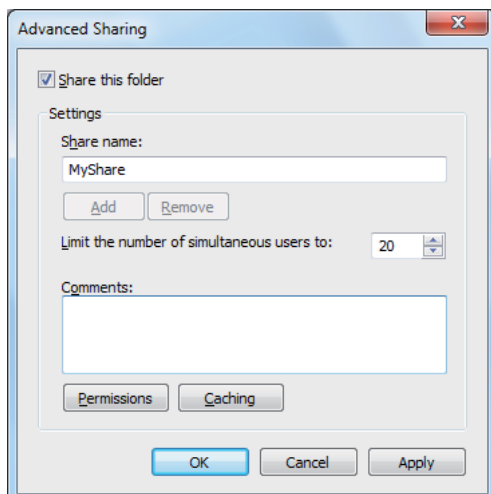 Advanced Sharing
Share this folder
Settings
Share name:
MyShare
Add Remove
Limit the number of simultaneous users to: 20
Comments:
Permissions Caching
OK Cancel Apply